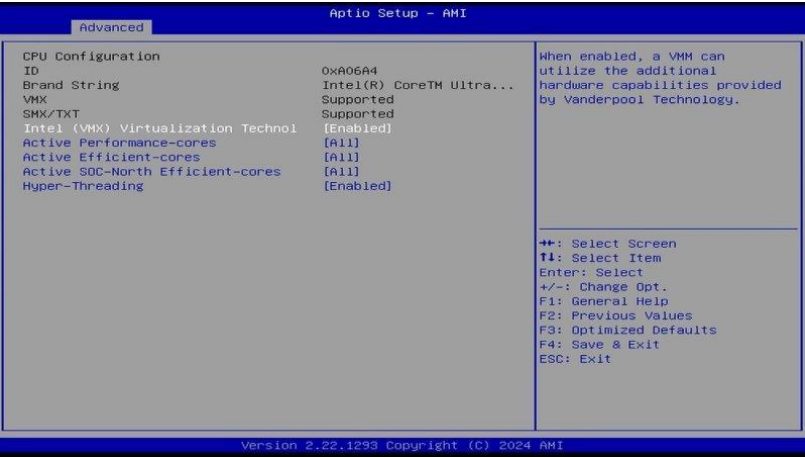 Aptio Setup - AMI
Advanced
CPU Configuration
ID 0xA06A4
Brand String Intel(R) CoreTM Ultra...
VMX Supported
SMX/TXT Supported
Intel (VMX) Virtualization Technol [Enabled]
Active Performance-cores [All]
Active Efficient-cores [All]
Active SOC-North Efficient-cores [All]
Hyper-Threading [Enabled]
When enabled, a VMM can
utilize the additional
hardware capabilities provided
by Vanderpool Technology.
→←: Select Screen
↑↓: Select Item
Enter: Select
+/-: Change Opt.
F1: General Help
F2: Previous Values
F3: Optimized Defaults
F4: Save & Exit
ESC: Exit
Version 2.22.1293 Copyright (C) 2024 AMI